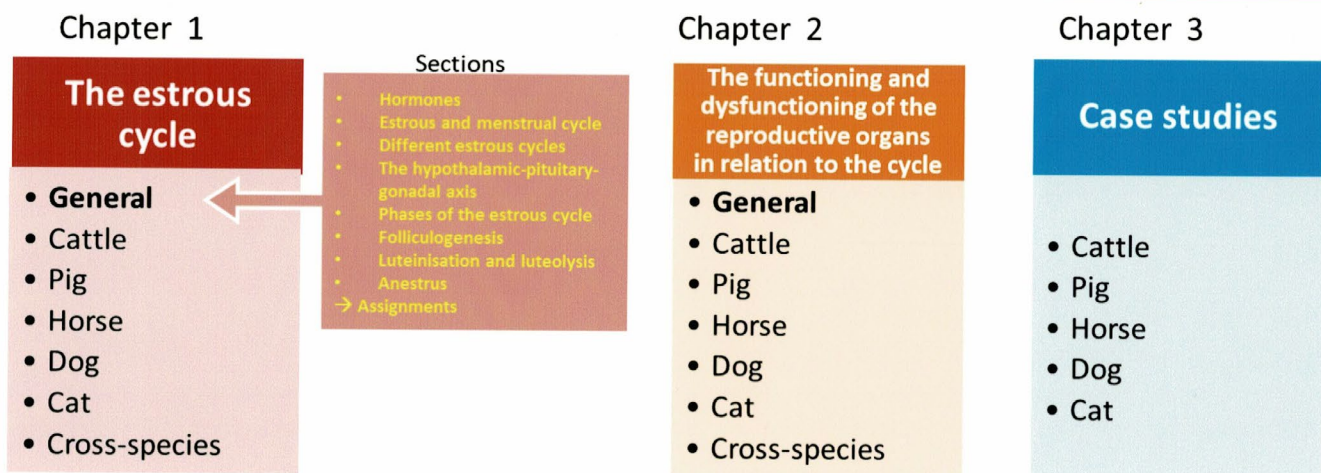 Chapter 1
The estrous
cycle
• General
• Cattle
• Pig
• Horse
• Dog
• Cat
• Cross-species
Sections
• Hormones
• Estrous and menstrual cycle
• Different estrous cycles
• The hypothalamic-pituitary-
gonadal axis
• Phases of the estrous cycle
• Folliculogenesis
• Luteinisation and luteolysis
• Anestrus
→ Assignments
Chapter 2
The functioning and
dysfunctioning of the
reproductive organs
in relation to the cycle
• General
• Cattle
• Pig
• Horse
• Dog
• Cat
• Cross-species
Chapter 3
Case studies
• Cattle
• Pig
• Horse
• Dog
• Cat